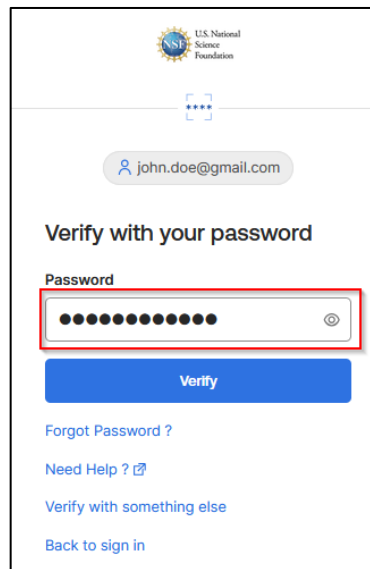 NSF
U.S. National
Science
Foundation
****
john.doe@gmail.com
Verify with your password
Password
●●●●●●●●●●●●
Verify
Forgot Password ?
Need Help ?
Verify with something else
Back to sign in